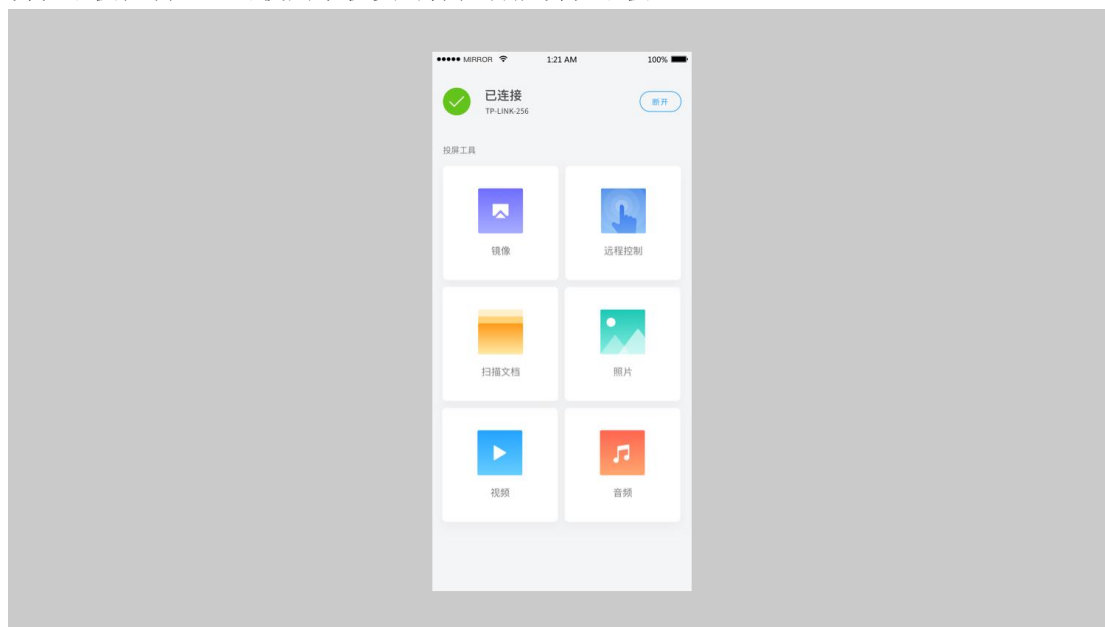 MIRROR 1:21 AM 100%
已连接
TP-LINK-256
断开
投屏工具
镜像 远程控制
扫描文档 照片
视频 音频